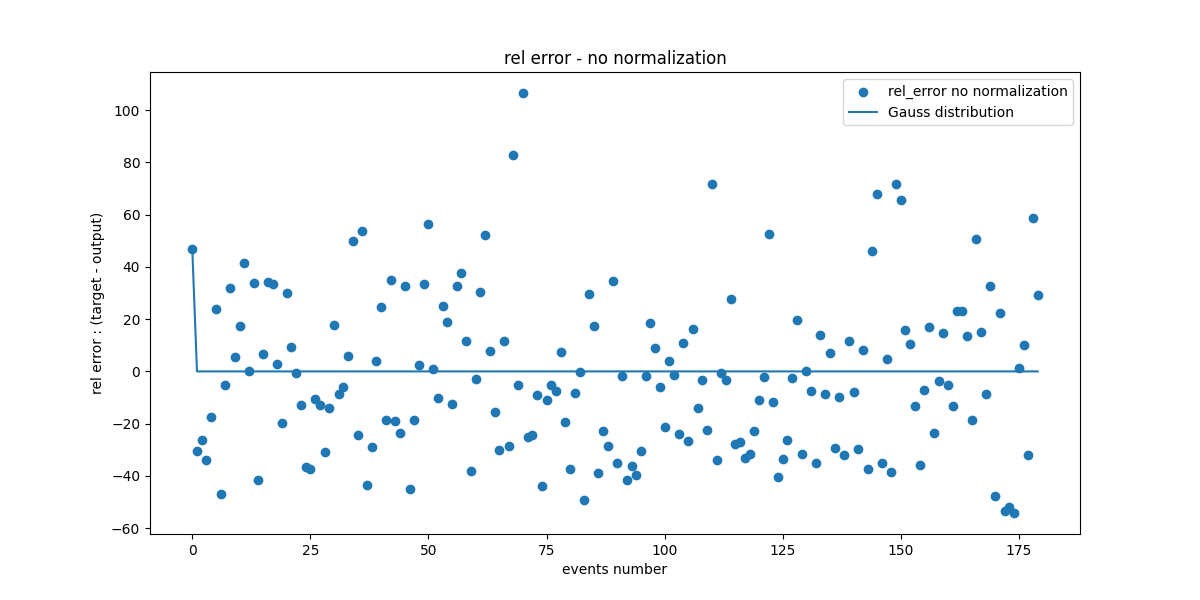 rel error - no normalization
rel_error no normalization
Gauss distribution
rel error : (target - output)
100
80
60
40
20
0
−20
−40
−60
0 25 50 75 100 125 150 175
events number